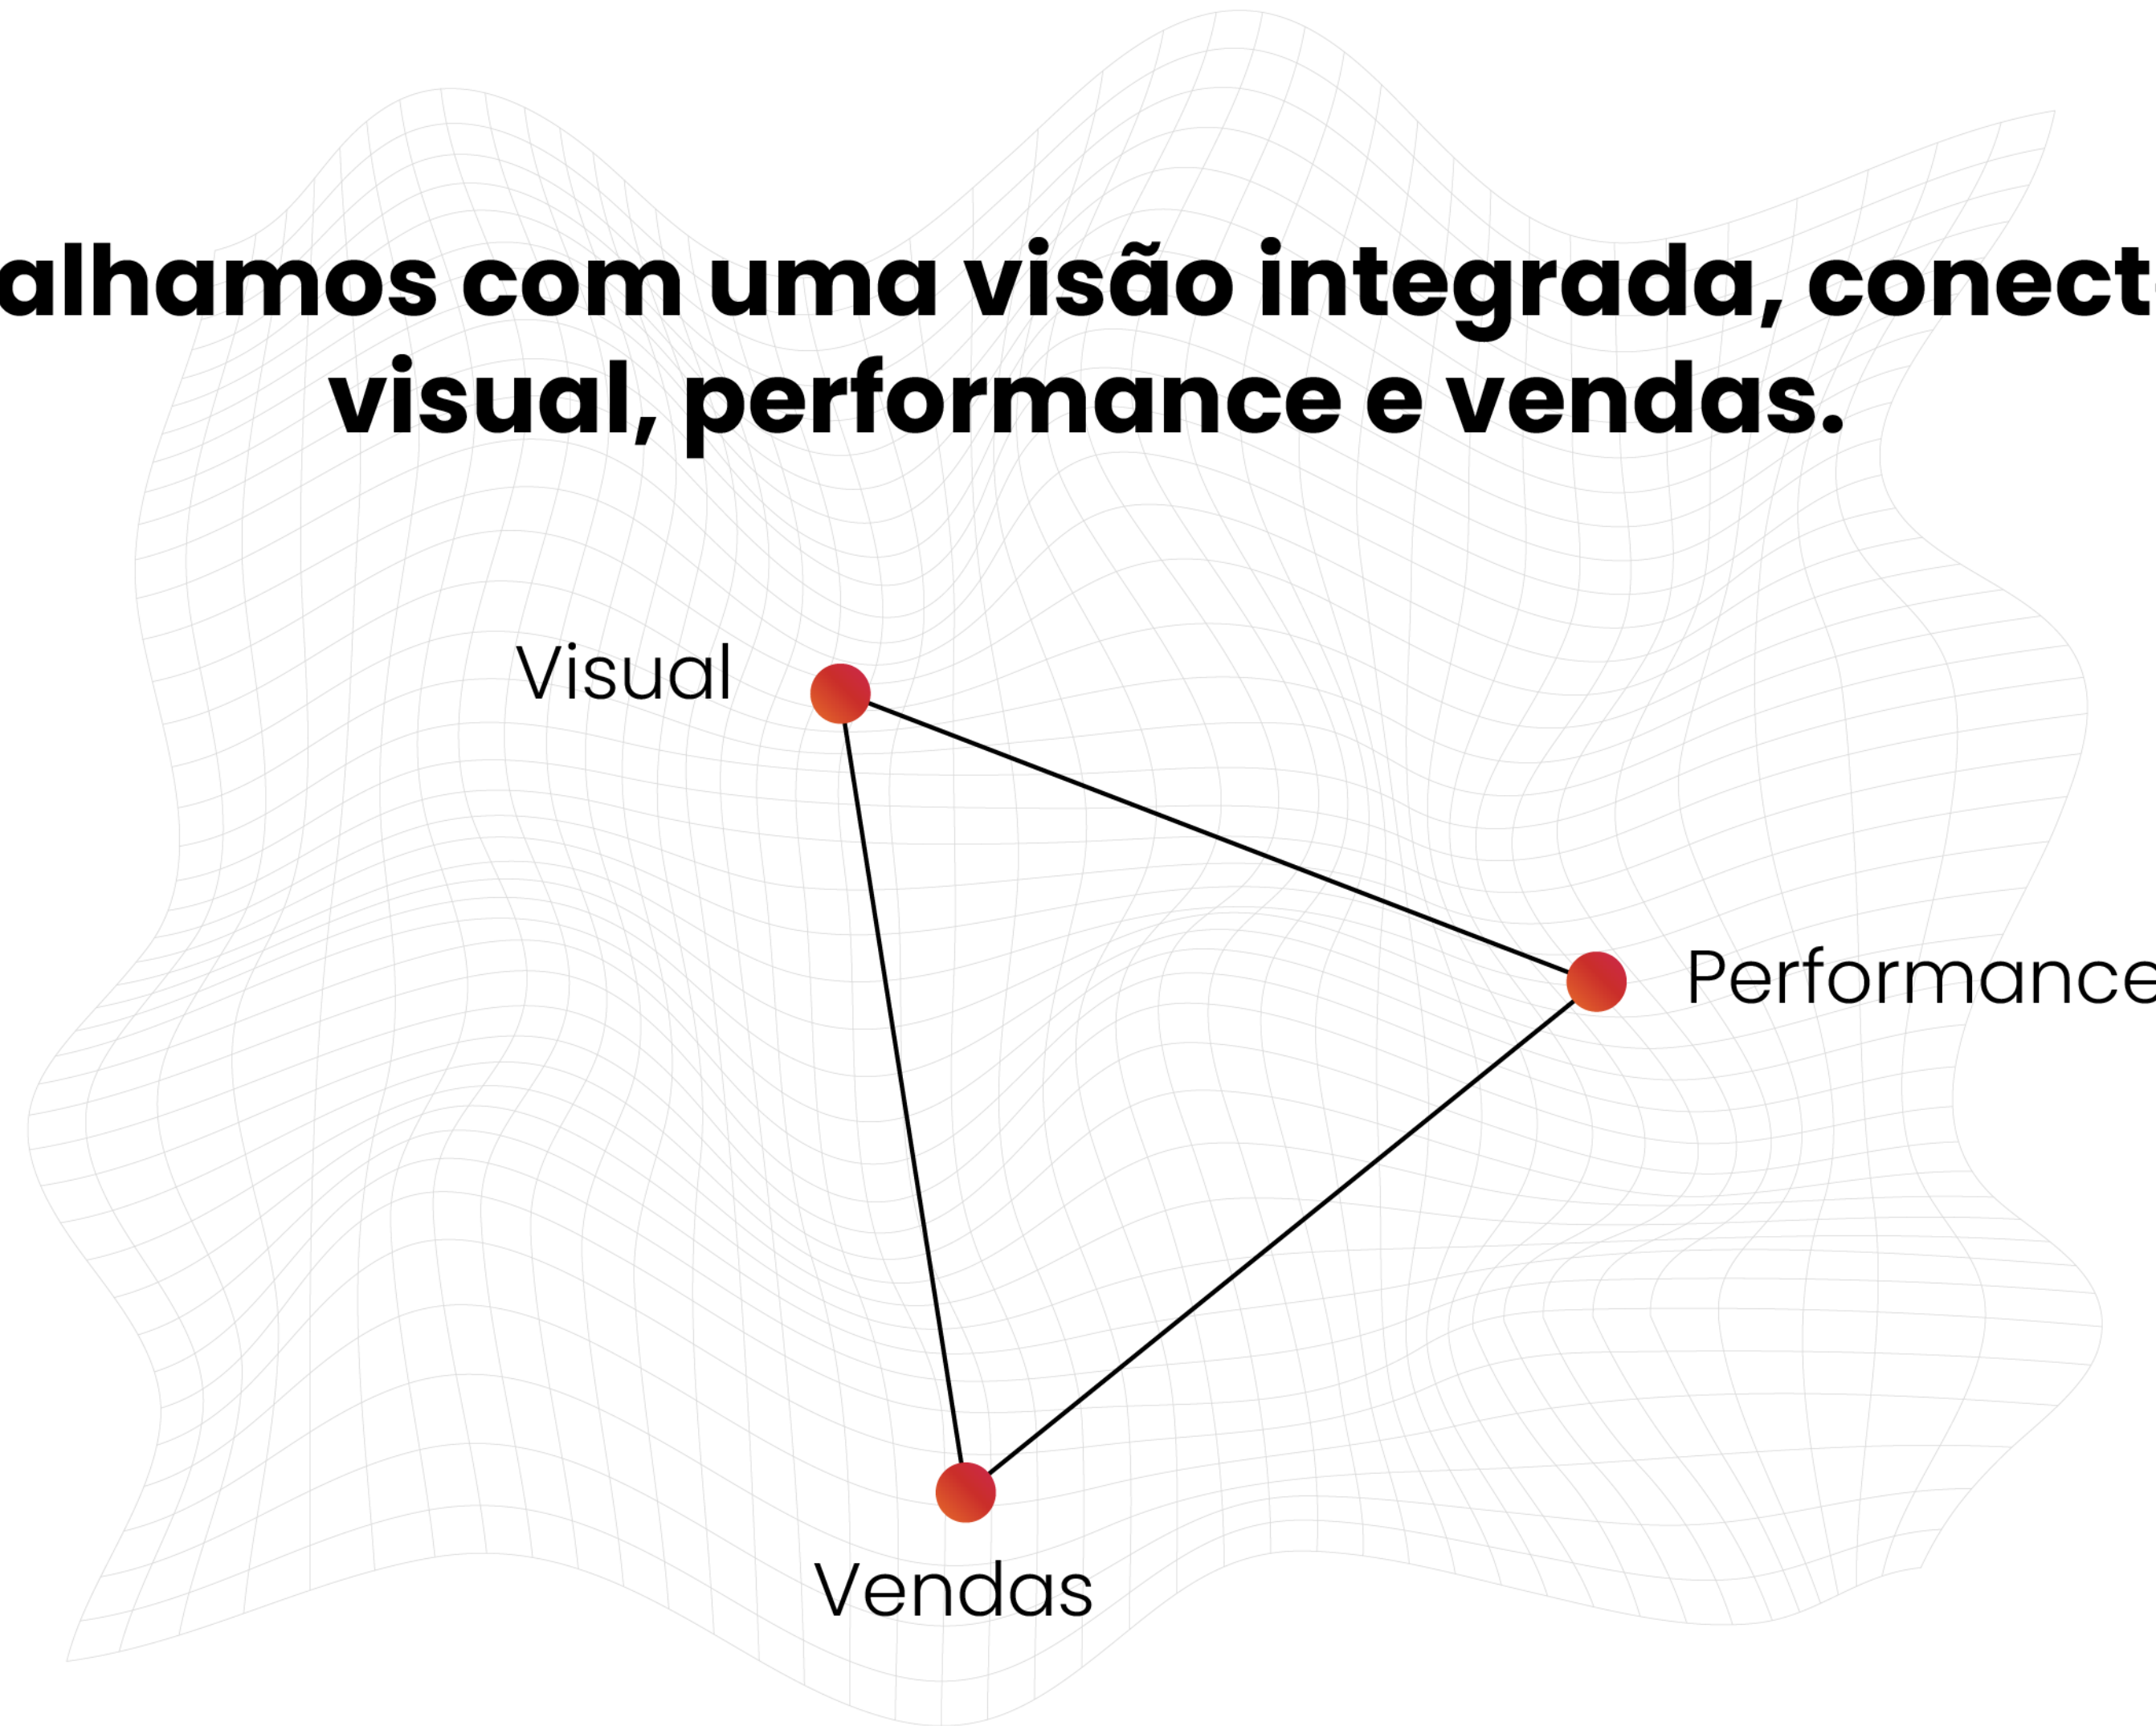 alhamos com uma visão integrada, conect
visual, performance e vendas.
Visual
Performance
Vendas